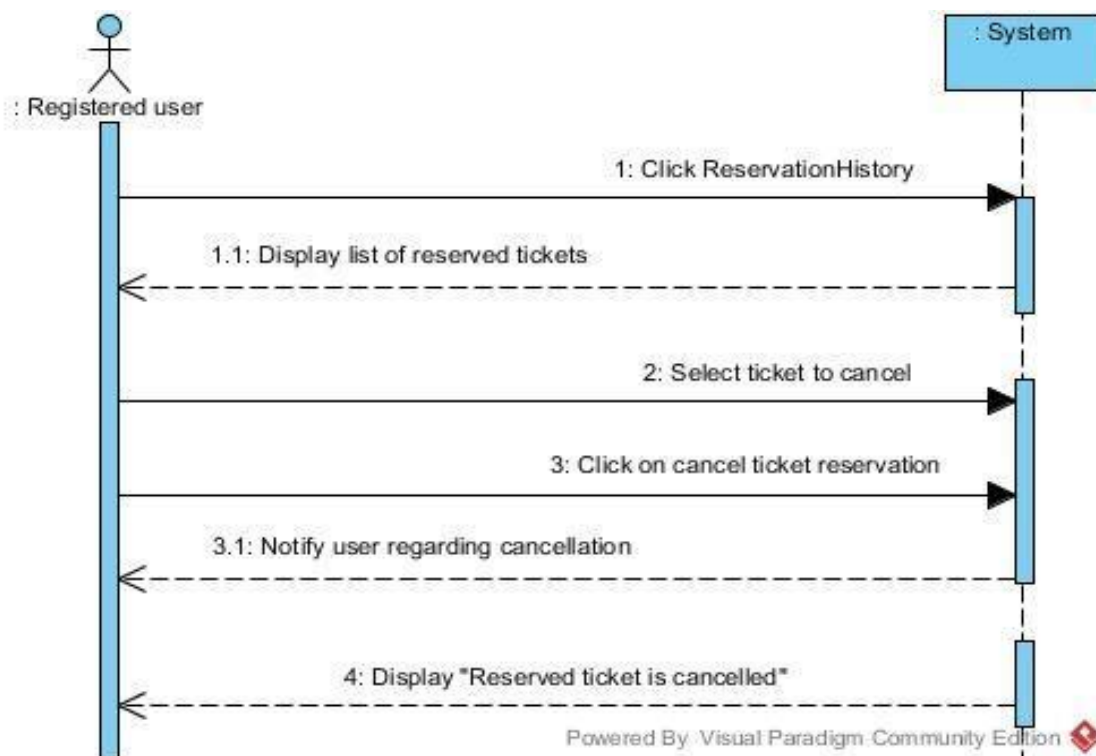 : System
: Registered user
1: Click ReservationHistory
1.1: Display list of reserved tickets
2: Select ticket to cancel
3: Click on cancel ticket reservation
3.1: Notify user regarding cancellation
4: Display "Reserved ticket is cancelled"
Powered By Visual Paradigm Community Edition